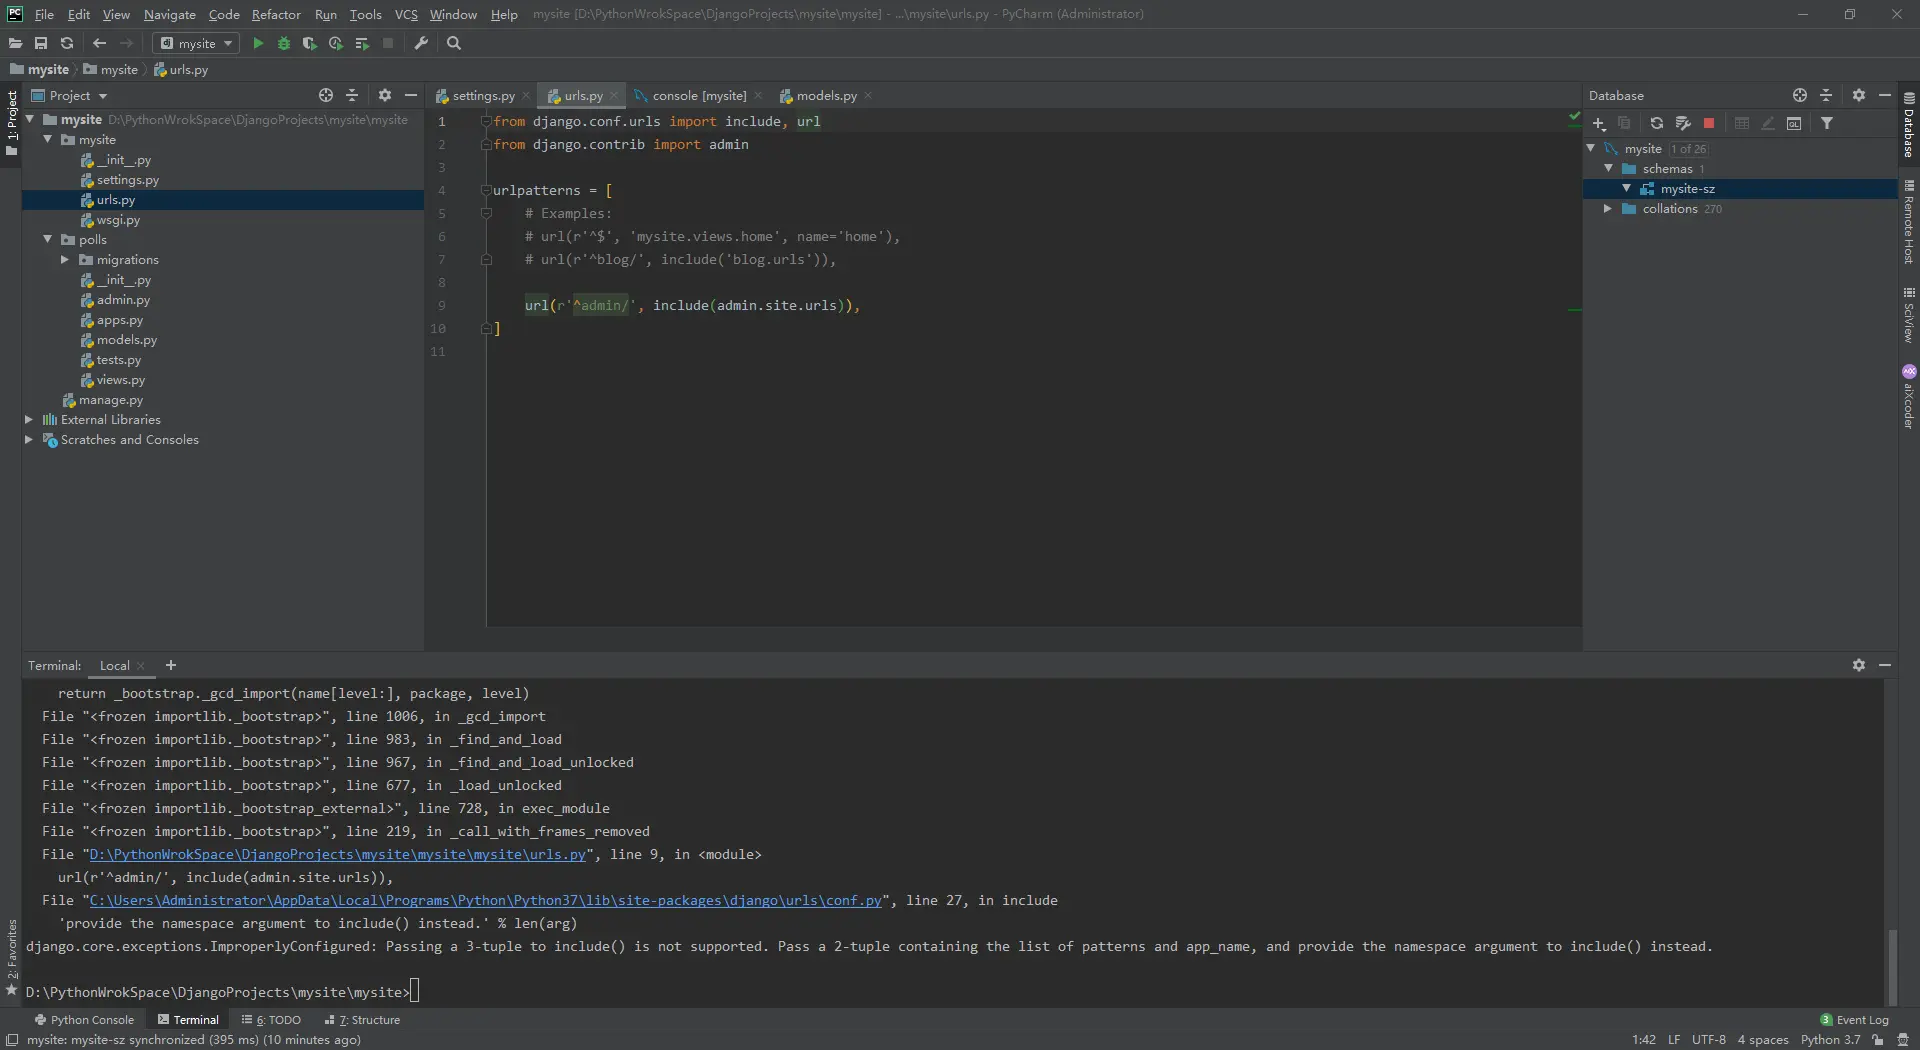 PC File Edit View Navigate Code Refactor Run Tools VCS Window Help mysite [D:\PythonWrokSpace\DjangoProjects\mysite\mysite] - ...\mysite\urls.py - PyCharm (Administrator)
dj mysite
mysite mysite urls.py
Project
settings.py urls.py console [mysite] models.py
Database
1: Project
mysite D:\PythonWrokSpace\DjangoProjects\mysite\mysite
mysite
__init__.py
settings.py
urls.py
wsgi.py
polls
migrations
__init__.py
admin.py
apps.py
models.py
tests.py
views.py
manage.py
External Libraries
Scratches and Consoles
1 from django.conf.urls import include, url
2 from django.contrib import admin
3
4 urlpatterns = [
5 # Examples:
6 # url(r'^$', 'mysite.views.home', name='home'),
7 # url(r'^blog/', include('blog.urls')),
8
9 url(r'^admin/', include(admin.site.urls)),
10 ]
11
mysite 1 of 26
schemas 1
mysite-sz
collations 270
Database
Remote Host
SciView
aiXcoder
Terminal: Local +
return _bootstrap._gcd_import(name[level:], package, level)
File "<frozen importlib._bootstrap>", line 1006, in _gcd_import
File "<frozen importlib._bootstrap>", line 983, in _find_and_load
File "<frozen importlib._bootstrap>", line 967, in _find_and_load_unlocked
File "<frozen importlib._bootstrap>", line 677, in _load_unlocked
File "<frozen importlib._bootstrap_external>", line 728, in exec_module
File "<frozen importlib._bootstrap>", line 219, in _call_with_frames_removed
File "D:\PythonWrokSpace\DjangoProjects\mysite\mysite\mysite\urls.py", line 9, in <module>
url(r'^admin/', include(admin.site.urls)),
File "C:\Users\Administrator\AppData\Local\Programs\Python\Python37\lib\site-packages\django\urls\conf.py", line 27, in include
'provide the namespace argument to include() instead.' % len(arg)
django.core.exceptions.ImproperlyConfigured: Passing a 3-tuple to include() is not supported. Pass a 2-tuple containing the list of patterns and app_name, and provide the namespace argument to include() instead.
D:\PythonWrokSpace\DjangoProjects\mysite\mysite>
2: Favorites
Python Console Terminal 6: TODO 7: Structure 3 Event Log
mysite: mysite-sz synchronized (395 ms) (10 minutes ago) 1:42 LF UTF-8 4 spaces Python 3.7